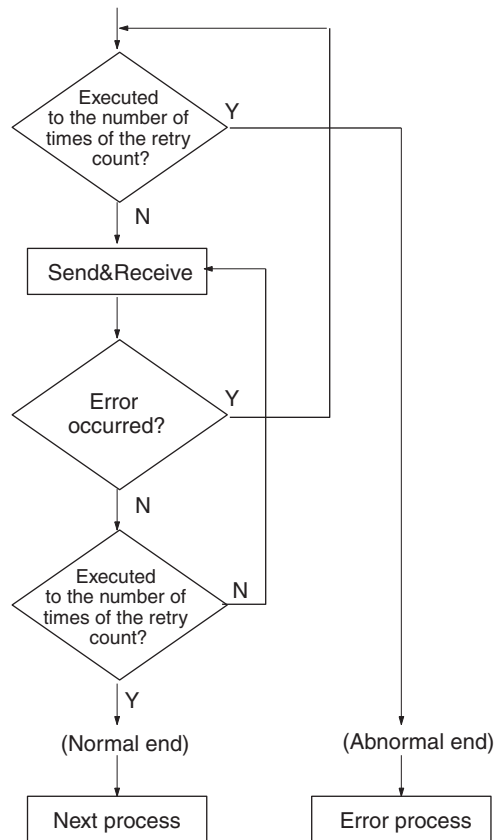 Executed
to the number of
times of the retry
count?
Y
N
Send&Receive
Error
occurred?
Y
N
Executed
to the number of
times of the retry
count?
N
Y
(Normal end)
(Abnormal end)
Next process
Error process